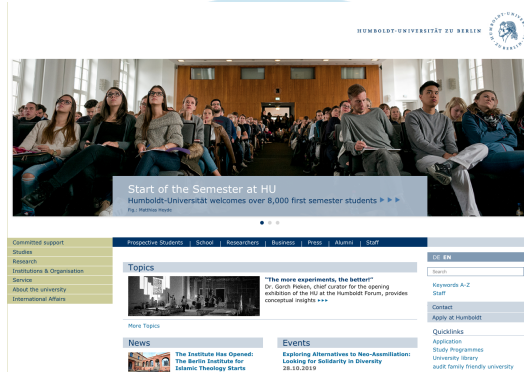 HUMBOLDT-UNIVERSITÄT ZU BERLIN
Start of the Semester at HU
Humboldt-Universität welcomes over 8,000 first semester students ►►►
Fig.: Matthias Heyde
Committed support
Studies
Research
Institutions & Organisation
Service
About the university
International Affairs
Prospective Students | School | Researchers | Business | Press | Alumni | Staff
Topics
"The more experiments, the better!"
Dr. Gorch Pieken, chief curator for the opening
exhibition of the HU at the Humboldt Forum, provides
conceptual insights ►►►
More Topics
News
The Institute Has Opened:
The Berlin Institute for
Islamic Theology Starts
Events
Exploring Alternatives to Neo-Assmiliation:
Looking for Solidarity in Diversity
28.10.2019
DE EN
Search
Keywords A-Z
Staff
Contact
Apply at Humboldt
Quicklinks
Application
Study Programmes
University library
audit family friendly university